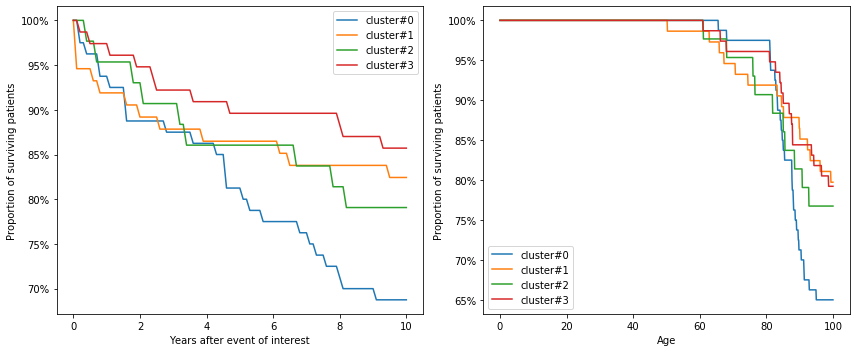 100%
95%
90%
85%
80%
75%
70%
Proportion of surviving patients
0
2
4
6
8
10
Years after event of interest
cluster#0
cluster#1
cluster#2
cluster#3
100%
95%
90%
85%
80%
75%
70%
65%
Proportion of surviving patients
0
20
40
60
80
100
Age
cluster#0
cluster#1
cluster#2
cluster#3